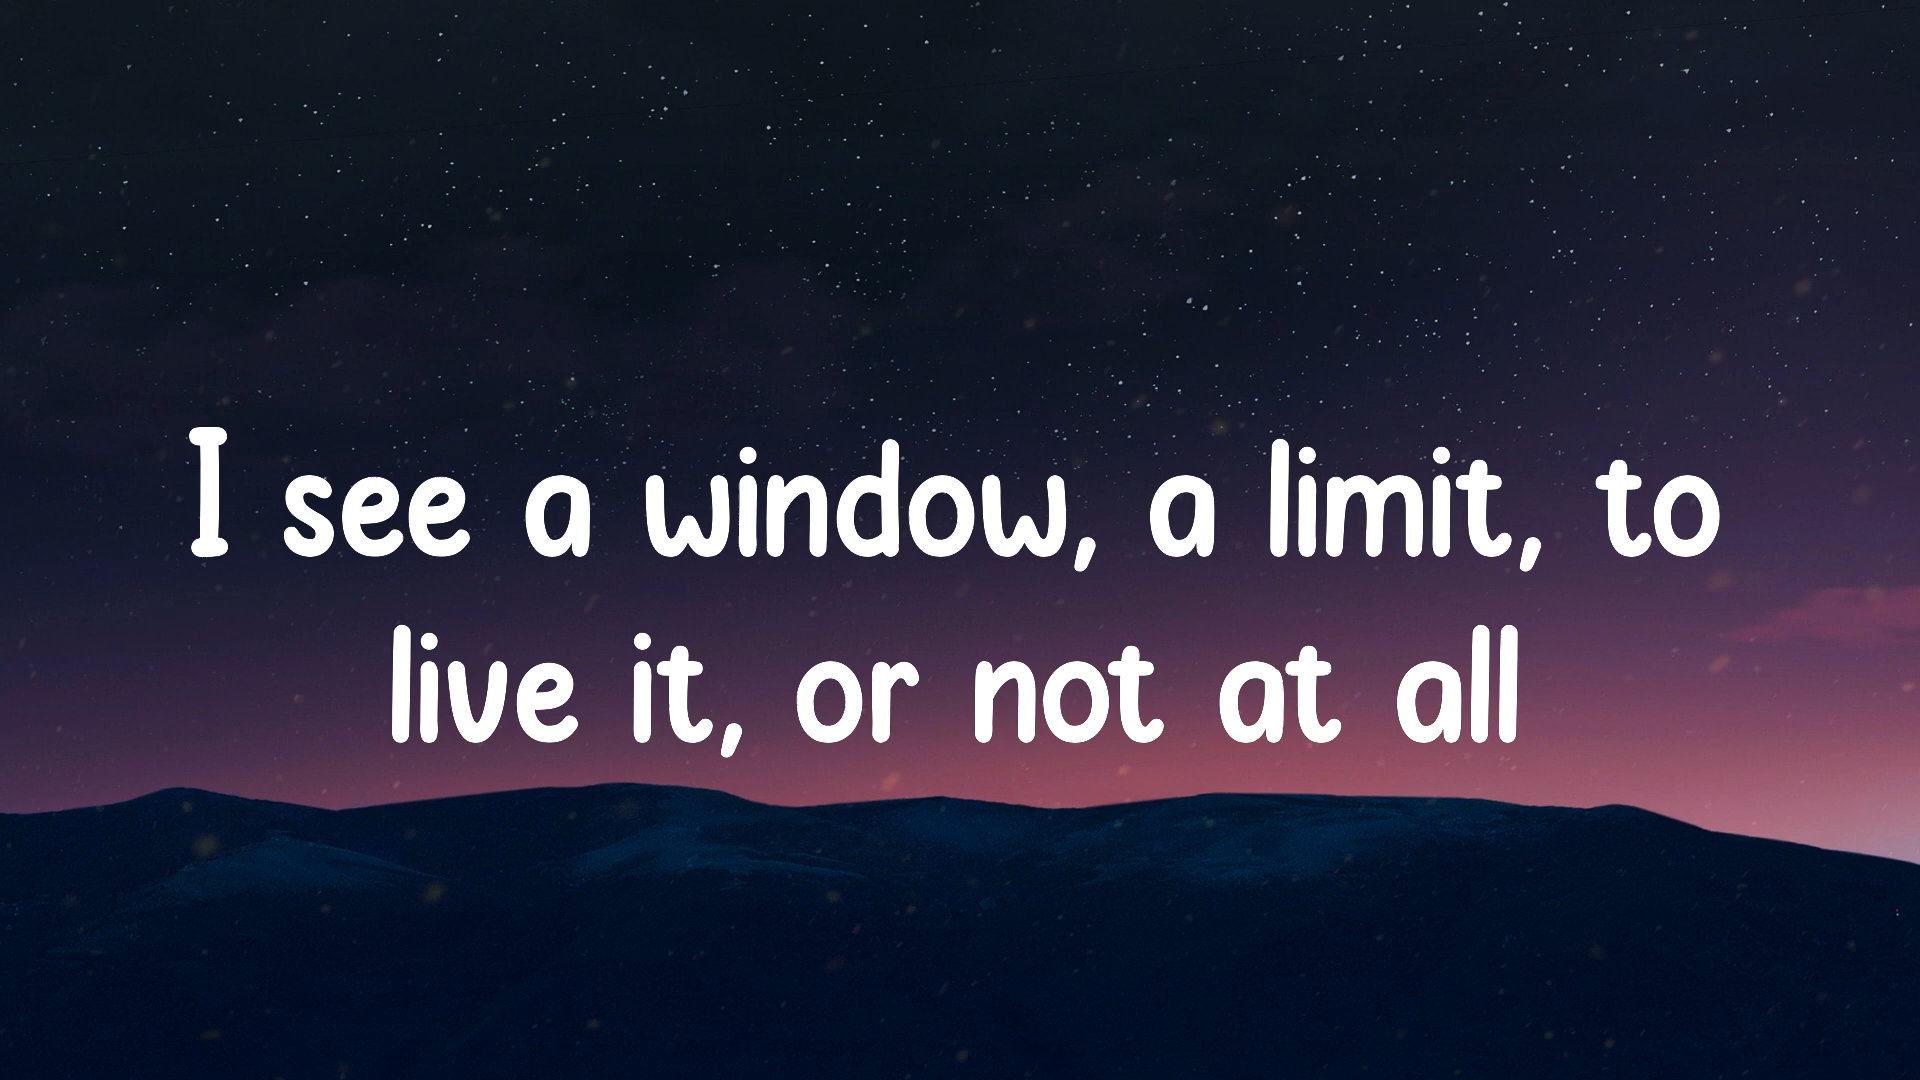 I see a window, a limit, to
live it, or not at all